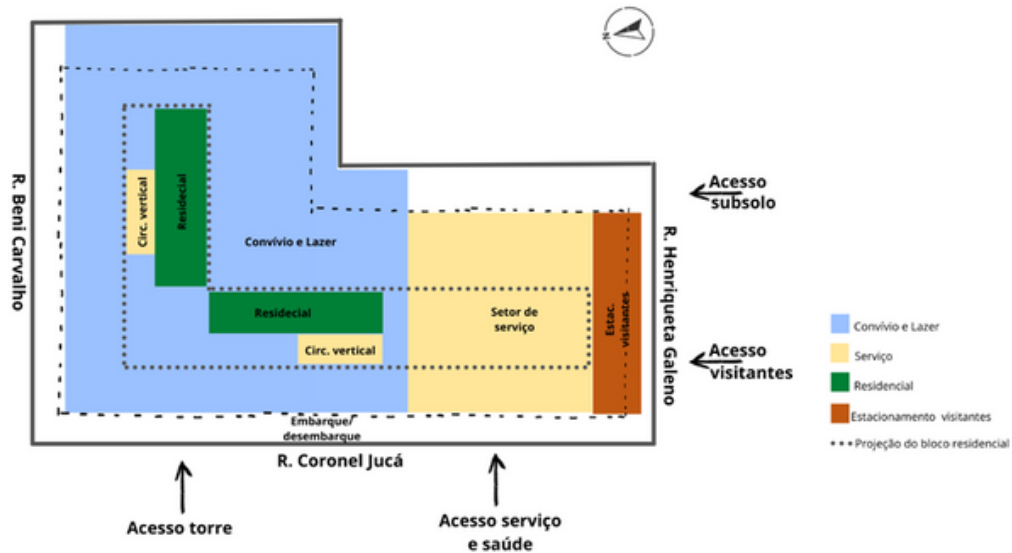 N
R. Beni Carvalho
Circ. vertical
Residecial
Convívio e Lazer
Residecial
Circ. vertical
Setor de
serviço
Estac.
visitantes
R. Henriqueta Galeno
Acesso
subsolo
Acesso
visitantes
Embarque/
desembarque
R. Coronel Jucá
Acesso torre
Acesso serviço
e saúde
Convívio e Lazer
Serviço
Residencial
Estacionamento visitantes
Projeção do bloco residencial